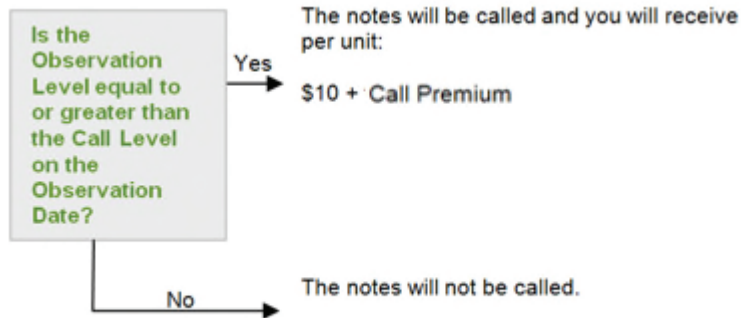 Is the
Observation
Level equal to
or greater than
the Call Level
on the
Observation
Date?
Yes
The notes will be called and you will receive
per unit:
$10 + Call Premium
No
The notes will not be called.